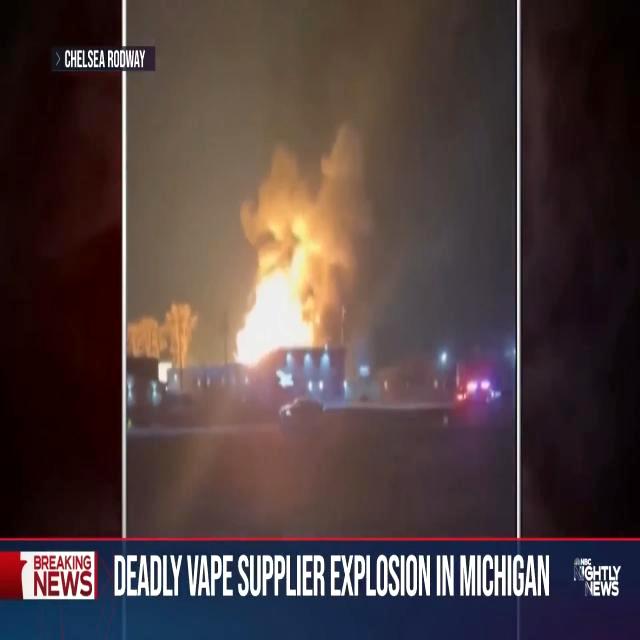 CHELSEA RODWAY
BREAKING
NEWS
DEADLY VAPE SUPPLIER EXPLOSION IN MICHIGAN
NBC
NIGHTLY
NEWS